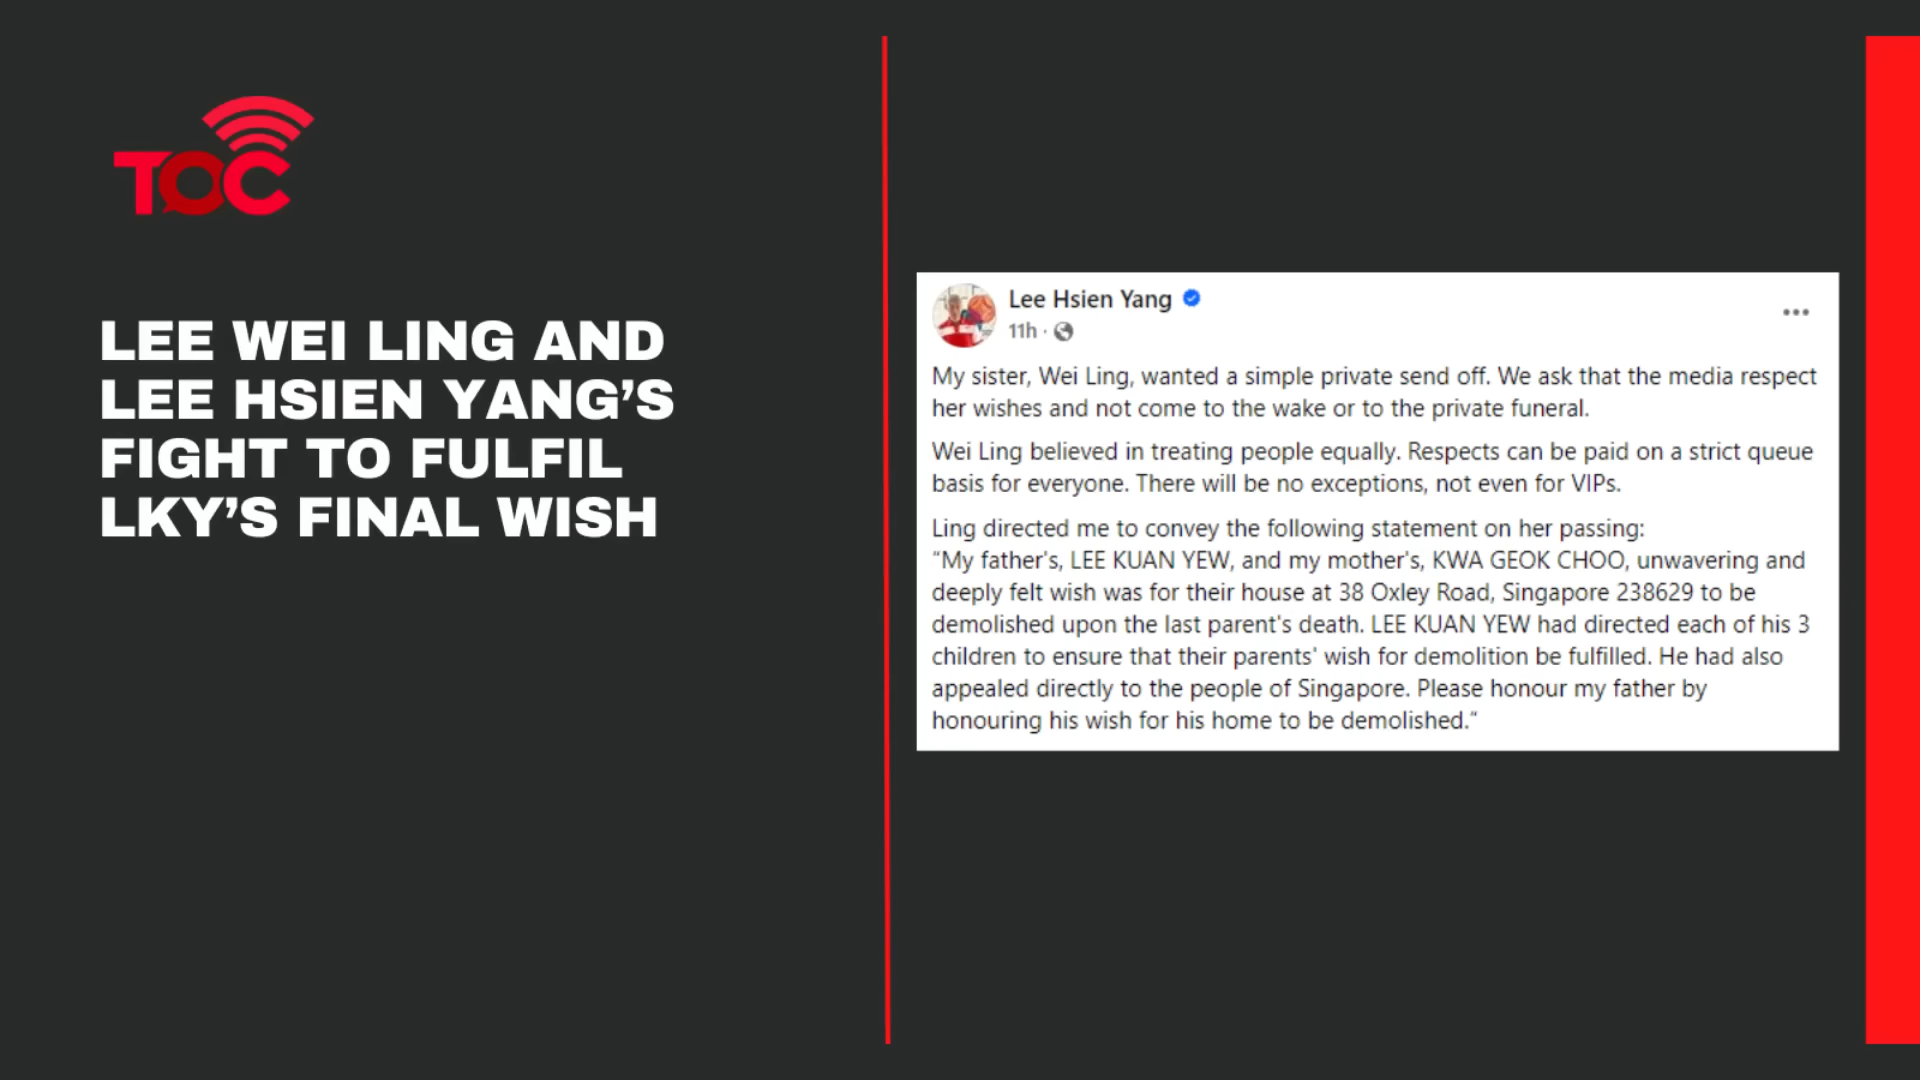 TOC
LEE WEI LING AND
LEE HSIEN YANG’S
FIGHT TO FULFIL
LKY’S FINAL WISH
Lee Hsien Yang
11h ·
My sister, Wei Ling, wanted a simple private send off. We ask that the media respect
her wishes and not come to the wake or to the private funeral.
Wei Ling believed in treating people equally. Respects can be paid on a strict queue
basis for everyone. There will be no exceptions, not even for VIPs.
Ling directed me to convey the following statement on her passing:
“My father's, LEE KUAN YEW, and my mother's, KWA GEOK CHOO, unwavering and
deeply felt wish was for their house at 38 Oxley Road, Singapore 238629 to be
demolished upon the last parent's death. LEE KUAN YEW had directed each of his 3
children to ensure that their parents' wish for demolition be fulfilled. He had also
appealed directly to the people of Singapore. Please honour my father by
honouring his wish for his home to be demolished.“